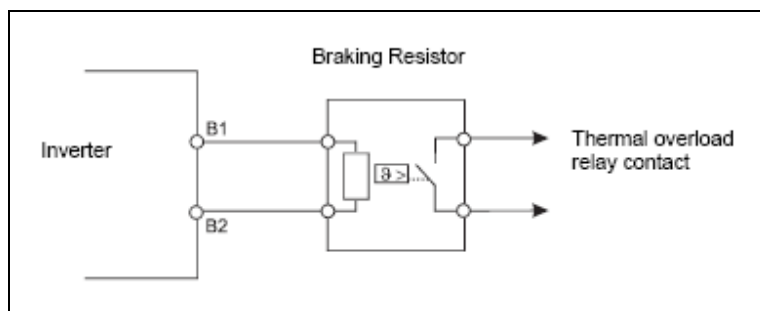 Braking Resistor
B1
Inverter
Thermal overload
relay contact
ϑ >
B2